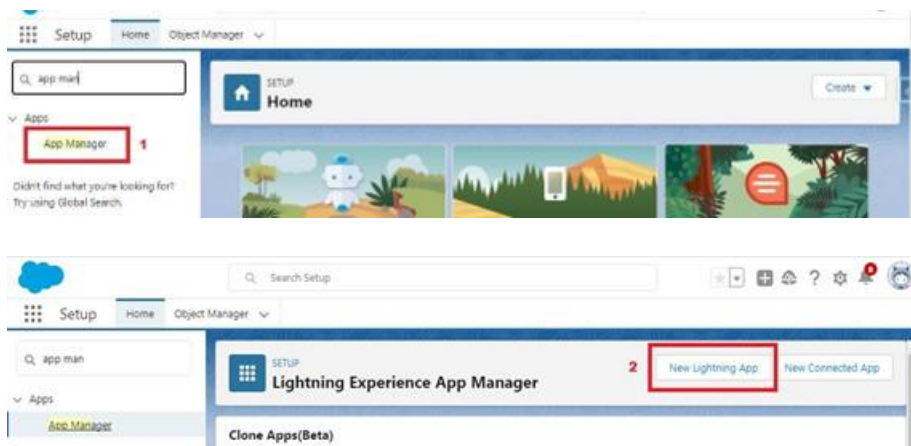 Setup Home Object Manager
app man
SETUP
Home
Create
Apps
App Manager 1
Didn't find what you're looking for?
Try using Global Search.
Search Setup
Setup Home Object Manager
app man
SETUP
Lightning Experience App Manager
2 New Lightning App New Connected App
Apps
App Manager
Clone Apps(Beta)